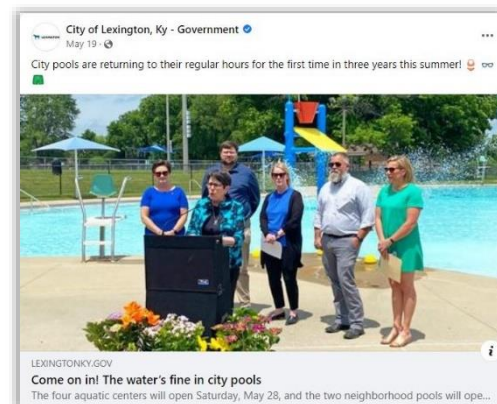 City of Lexington, Ky - Government
May 19 ·
City pools are returning to their regular hours for the first time in three years this summer!
LEXINGTONKY.GOV
Come on in! The water's fine in city pools
The four aquatic centers will open Saturday, May 28, and the two neighborhood pools will ope...